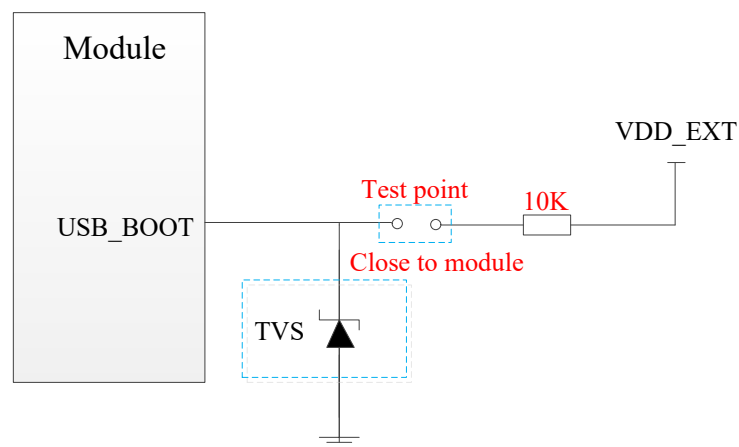 Module
VDD_EXT
Test point
10K
USB_BOOT
Close to module
TVS